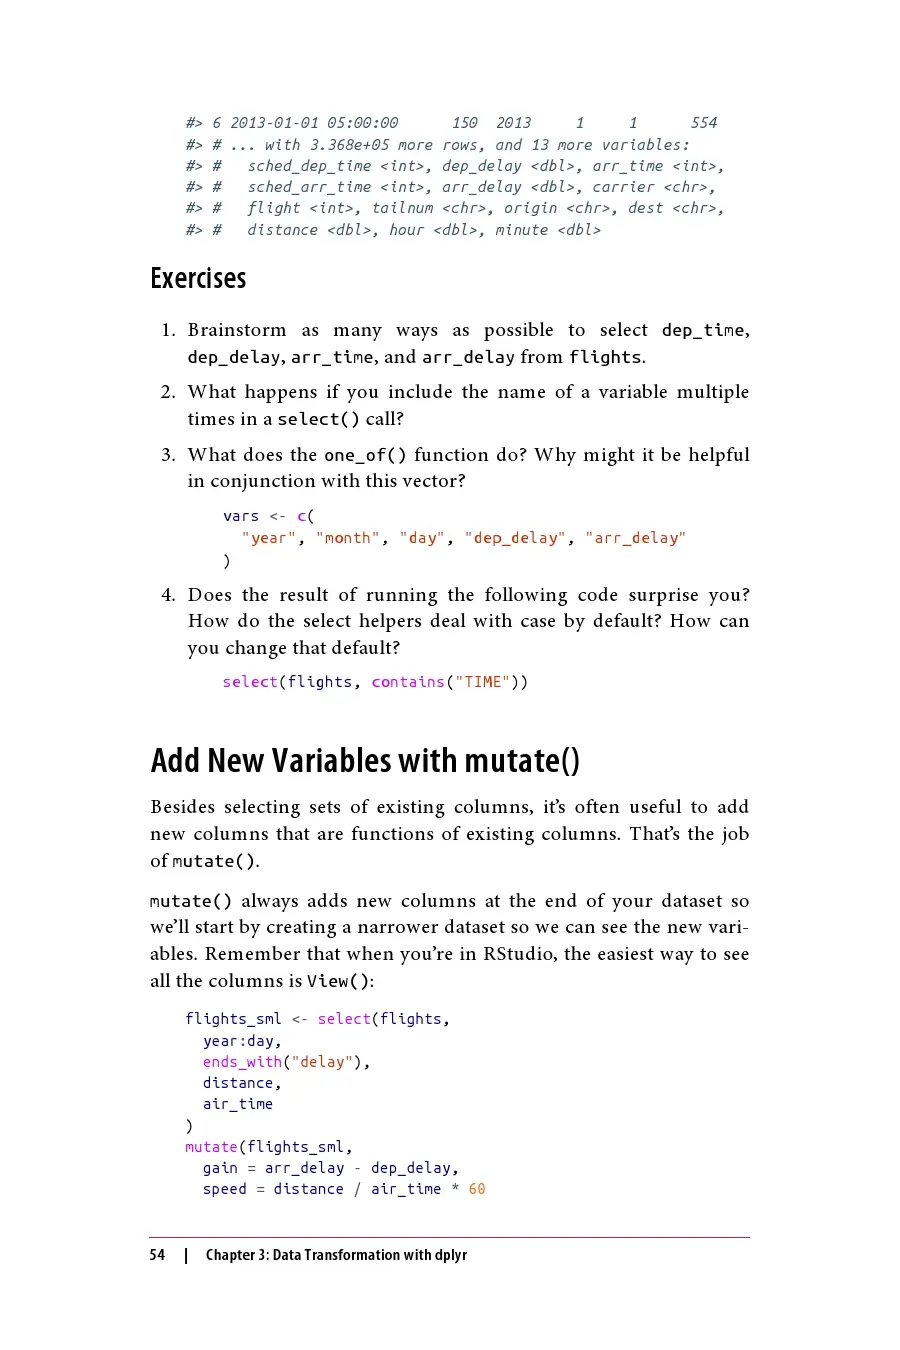 #> 6 2013-01-01 05:00:00      150  2013     1     1      554
#> # ... with 3.368e+05 more rows, and 13 more variables:
#> #   sched_dep_time <int>, dep_delay <dbl>, arr_time <int>,
#> #   sched_arr_time <int>, arr_delay <dbl>, carrier <chr>,
#> #   flight <int>, tailnum <chr>, origin <chr>, dest <chr>,
#> #   distance <dbl>, hour <dbl>, minute <dbl>
Exercises
1. Brainstorm as many ways as possible to select dep_time,
dep_delay, arr_time, and arr_delay from flights.
2. What happens if you include the name of a variable multiple
times in a select() call?
3. What does the one_of() function do? Why might it be helpful
in conjunction with this vector?
vars <- c(
  "year", "month", "day", "dep_delay", "arr_delay"
)
4. Does the result of running the following code surprise you?
How do the select helpers deal with case by default? How can
you change that default?
select(flights, contains("TIME"))
Add New Variables with mutate()
Besides selecting sets of existing columns, it’s often useful to add
new columns that are functions of existing columns. That’s the job
of mutate().
mutate() always adds new columns at the end of your dataset so
we’ll start by creating a narrower dataset so we can see the new vari-
ables. Remember that when you’re in RStudio, the easiest way to see
all the columns is View():
flights_sml <- select(flights,
  year:day,
  ends_with("delay"),
  distance,
  air_time
)
mutate(flights_sml,
  gain = arr_delay - dep_delay,
  speed = distance / air_time * 60
54 | Chapter 3: Data Transformation with dplyr